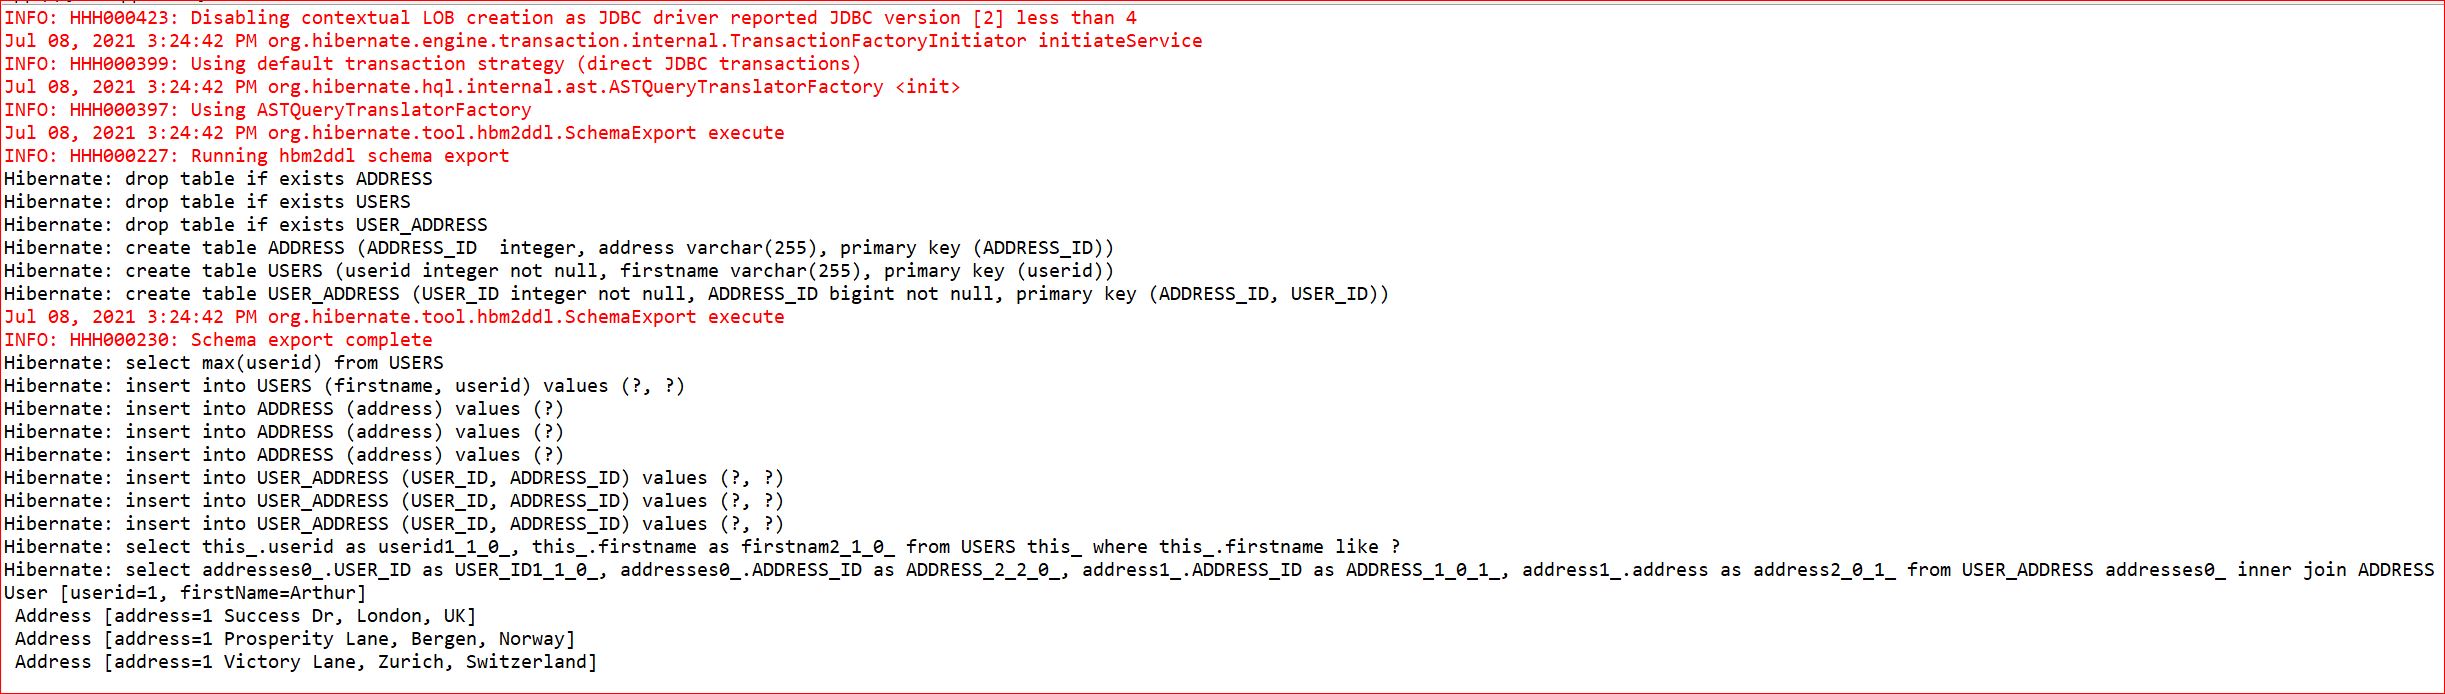 INFO: HHH000423: Disabling contextual LOB creation as JDBC driver reported JDBC version [2] less than 4
Jul 08, 2021 3:24:42 PM org.hibernate.engine.transaction.internal.TransactionFactoryInitiator initiateService
INFO: HHH000399: Using default transaction strategy (direct JDBC transactions)
Jul 08, 2021 3:24:42 PM org.hibernate.hql.internal.ast.ASTQueryTranslatorFactory <init>
INFO: HHH000397: Using ASTQueryTranslatorFactory
Jul 08, 2021 3:24:42 PM org.hibernate.tool.hbm2ddl.SchemaExport execute
INFO: HHH000227: Running hbm2ddl schema export
Hibernate: drop table if exists ADDRESS
Hibernate: drop table if exists USERS
Hibernate: drop table if exists USER_ADDRESS
Hibernate: create table ADDRESS (ADDRESS_ID  integer, address varchar(255), primary key (ADDRESS_ID))
Hibernate: create table USERS (userid integer not null, firstname varchar(255), primary key (userid))
Hibernate: create table USER_ADDRESS (USER_ID integer not null, ADDRESS_ID bigint not null, primary key (ADDRESS_ID, USER_ID))
Jul 08, 2021 3:24:42 PM org.hibernate.tool.hbm2ddl.SchemaExport execute
INFO: HHH000230: Schema export complete
Hibernate: select max(userid) from USERS
Hibernate: insert into USERS (firstname, userid) values (?, ?)
Hibernate: insert into ADDRESS (address) values (?)
Hibernate: insert into ADDRESS (address) values (?)
Hibernate: insert into ADDRESS (address) values (?)
Hibernate: insert into USER_ADDRESS (USER_ID, ADDRESS_ID) values (?, ?)
Hibernate: insert into USER_ADDRESS (USER_ID, ADDRESS_ID) values (?, ?)
Hibernate: insert into USER_ADDRESS (USER_ID, ADDRESS_ID) values (?, ?)
Hibernate: select this_.userid as userid1_1_0_, this_.firstname as firstnam2_1_0_ from USERS this_ where this_.firstname like ?
Hibernate: select addresses0_.USER_ID as USER_ID1_1_0_, addresses0_.ADDRESS_ID as ADDRESS_2_2_0_, address1_.ADDRESS_ID as ADDRESS_1_0_1_, address1_.address as address2_0_1_ from USER_ADDRESS addresses0_ inner join ADDRESS
User [userid=1, firstName=Arthur]
 Address [address=1 Success Dr, London, UK]
 Address [address=1 Prosperity Lane, Bergen, Norway]
 Address [address=1 Victory Lane, Zurich, Switzerland]